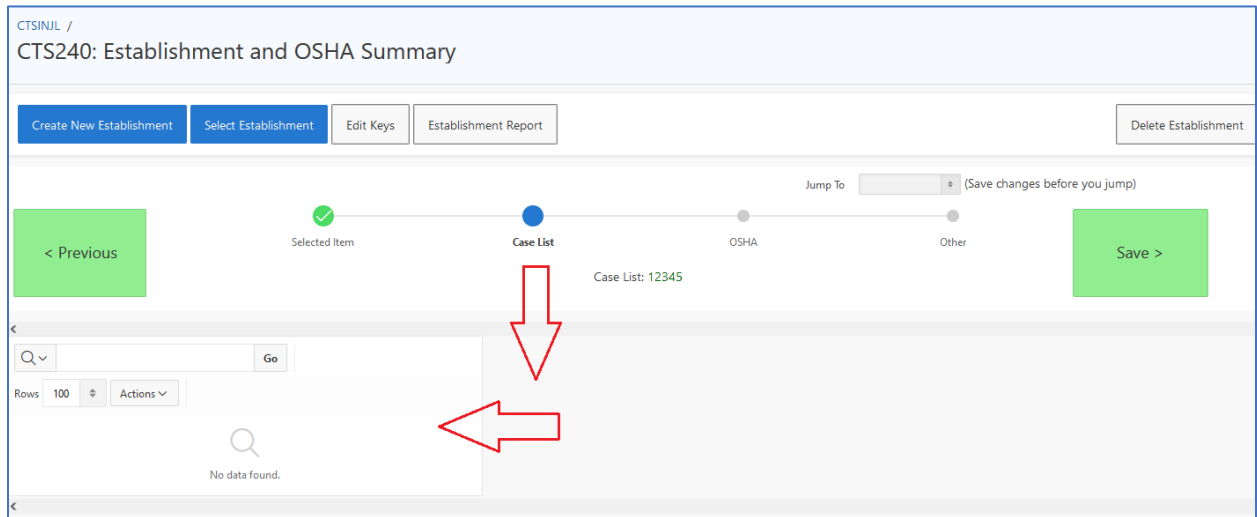 CTSINJL /
CTS240: Establishment and OSHA Summary
Create New Establishment Select Establishment Edit Keys Establishment Report Delete Establishment
Jump To (Save changes before you jump)
< Previous Selected Item Case List OSHA Other Save >
Case List: 12345
Go
Rows 100 Actions
No data found.